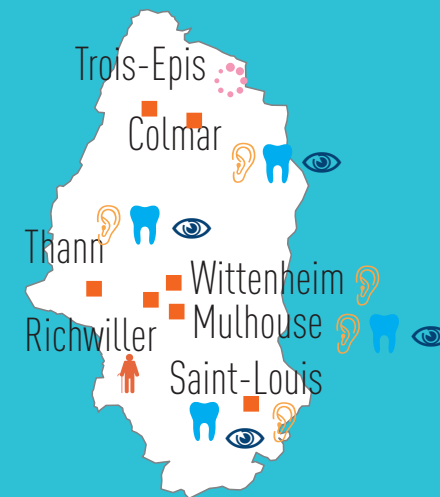 Trois-Epis
Colmar
Thann
Wittenheim
Richwiller
Mulhouse
Saint-Louis